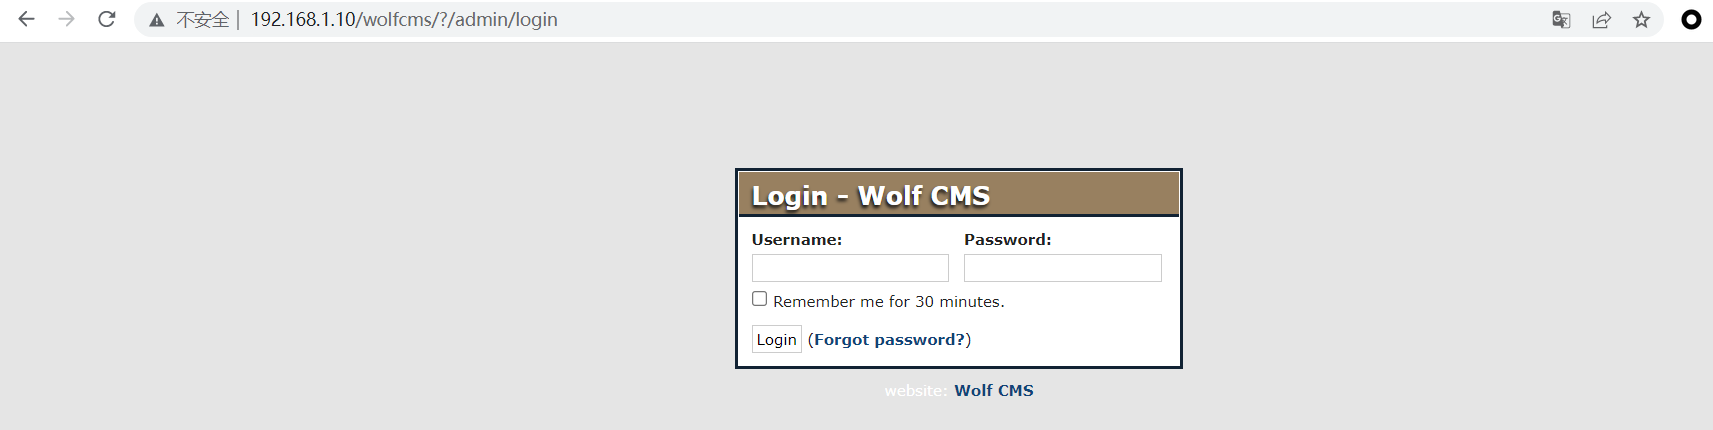 不安全 192.168.1.10/wolfcms/?/admin/login
Login - Wolf CMS
Username: Password:
Remember me for 30 minutes.
Login (Forgot password?)
website: Wolf CMS